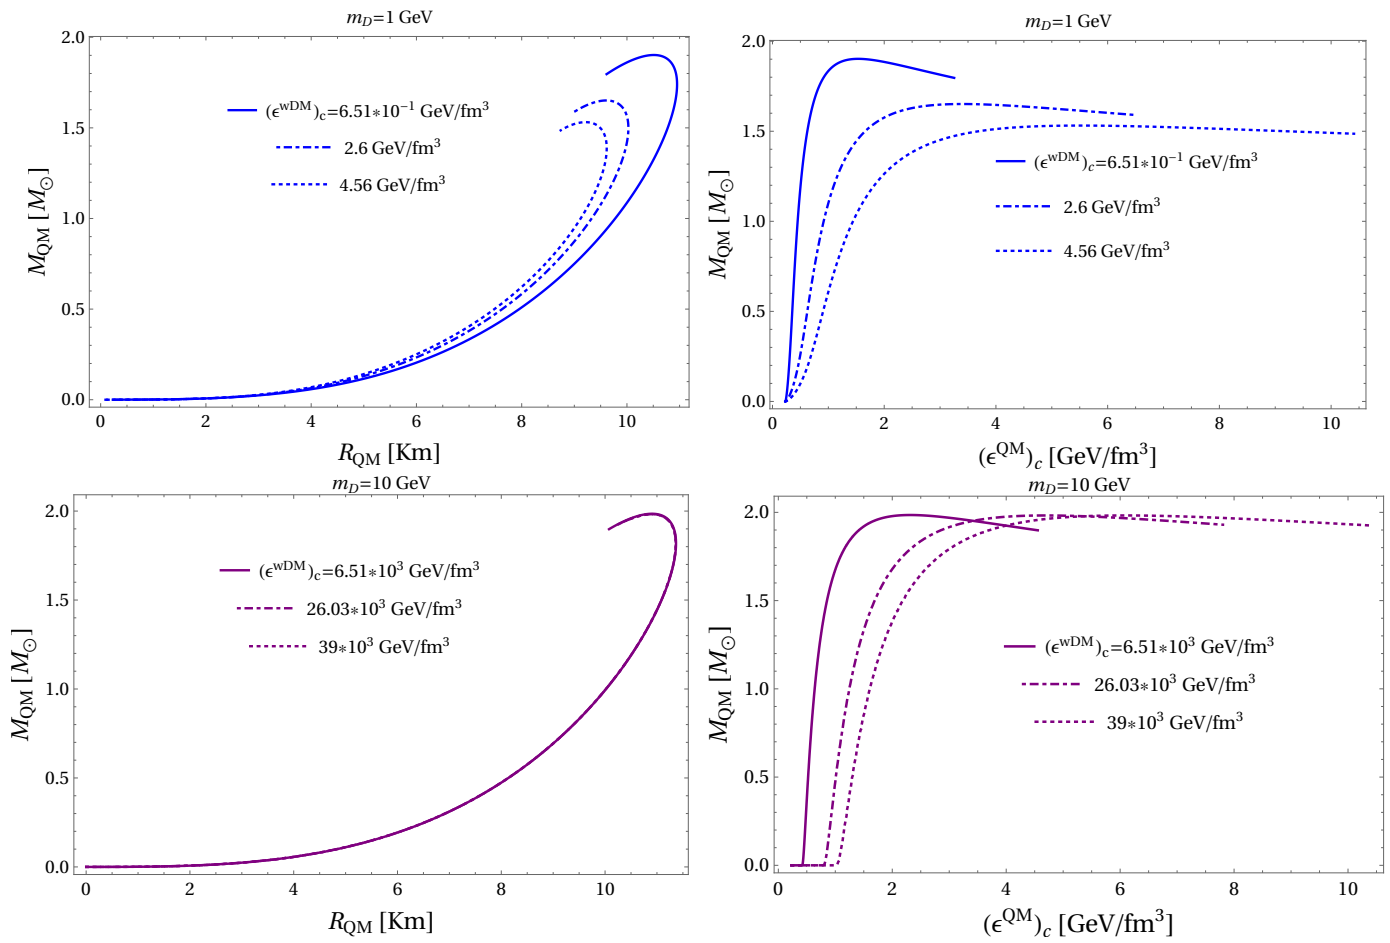 m_D=1 GeV
2.0
1.5
1.0
0.5
0.0
M_QM [M_⊙]
(ϵ^wDM)_c=6.51*10^-1 GeV/fm^3
2.6 GeV/fm^3
4.56 GeV/fm^3
0 2 4 6 8 10
R_QM [Km]
m_D=1 GeV
2.0
1.5
1.0
0.5
0.0
M_QM [M_⊙]
(ϵ^wDM)_c=6.51*10^-1 GeV/fm^3
2.6 GeV/fm^3
4.56 GeV/fm^3
0 2 4 6 8 10
(ϵ^QM)_c [GeV/fm^3]
m_D=10 GeV
2.0
1.5
1.0
0.5
0.0
M_QM [M_⊙]
(ϵ^wDM)_c=6.51*10^3 GeV/fm^3
26.03*10^3 GeV/fm^3
39*10^3 GeV/fm^3
0 2 4 6 8 10
R_QM [Km]
m_D=10 GeV
2.0
1.5
1.0
0.5
0.0
M_QM [M_⊙]
(ϵ^wDM)_c=6.51*10^3 GeV/fm^3
26.03*10^3 GeV/fm^3
39*10^3 GeV/fm^3
0 2 4 6 8 10
(ϵ^QM)_c [GeV/fm^3]